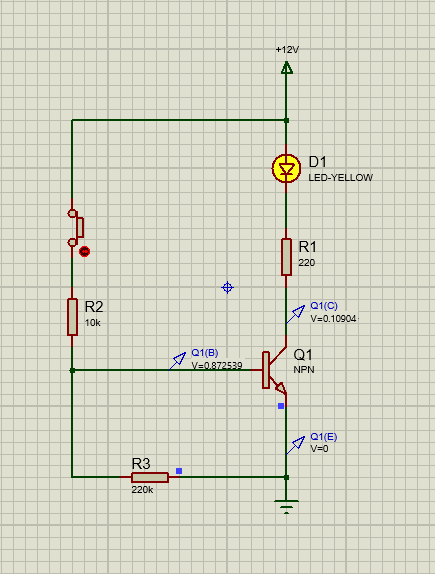 +12V
D1
LED-YELLOW
R1
220
Q1(C)
V=0.10904
R2
10k
Q1(B)
V=0.872539
Q1
NPN
Q1(E)
V=0
R3
220k